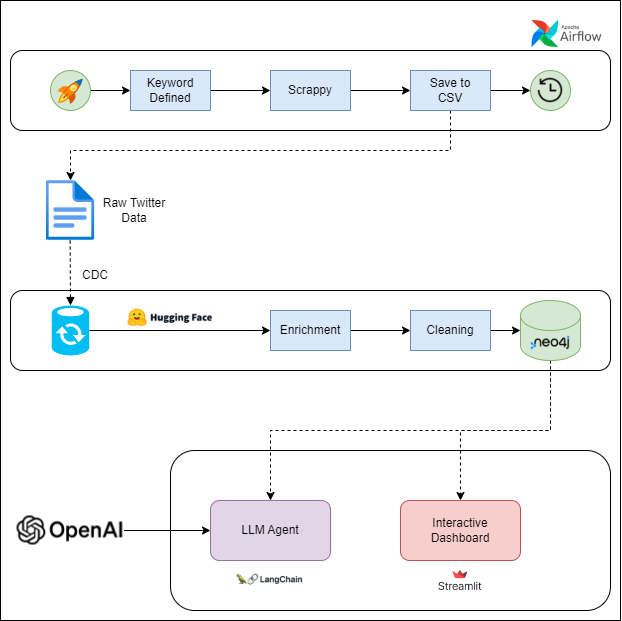 Apache
Airflow
Keyword
Defined
Scrappy
Save to
CSV
Raw Twitter
Data
CDC
Hugging Face
Enrichment
Cleaning
neo4j
OpenAI
LLM Agent
Interactive
Dashboard
LangChain
Streamlit